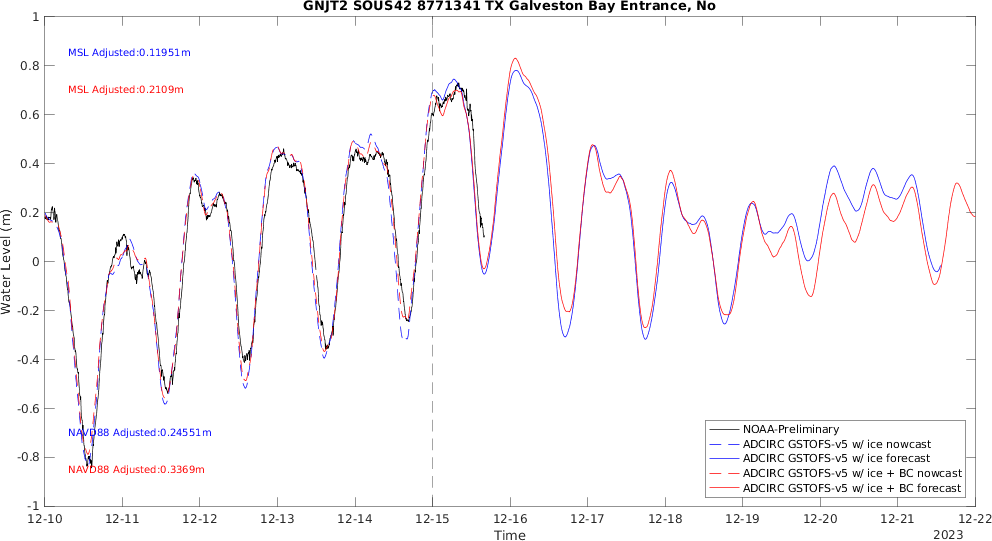 GNJT2 SOUS42 8771341 TX Galveston Bay Entrance, No
MSL Adjusted:0.11951m
MSL Adjusted:0.2109m
NAVD88 Adjusted:0.24551m
NAVD88 Adjusted:0.3369m
Water Level (m)
1
0.8
0.6
0.4
0.2
0
-0.2
-0.4
-0.6
-0.8
-1
NOAA-Preliminary
ADCIRC GSTOFS-v5 w/ ice nowcast
ADCIRC GSTOFS-v5 w/ ice forecast
ADCIRC GSTOFS-v5 w/ ice + BC nowcast
ADCIRC GSTOFS-v5 w/ ice + BC forecast
12-10 12-11 12-12 12-13 12-14 12-15 12-16 12-17 12-18 12-19 12-20 12-21 12-22
Time
2023